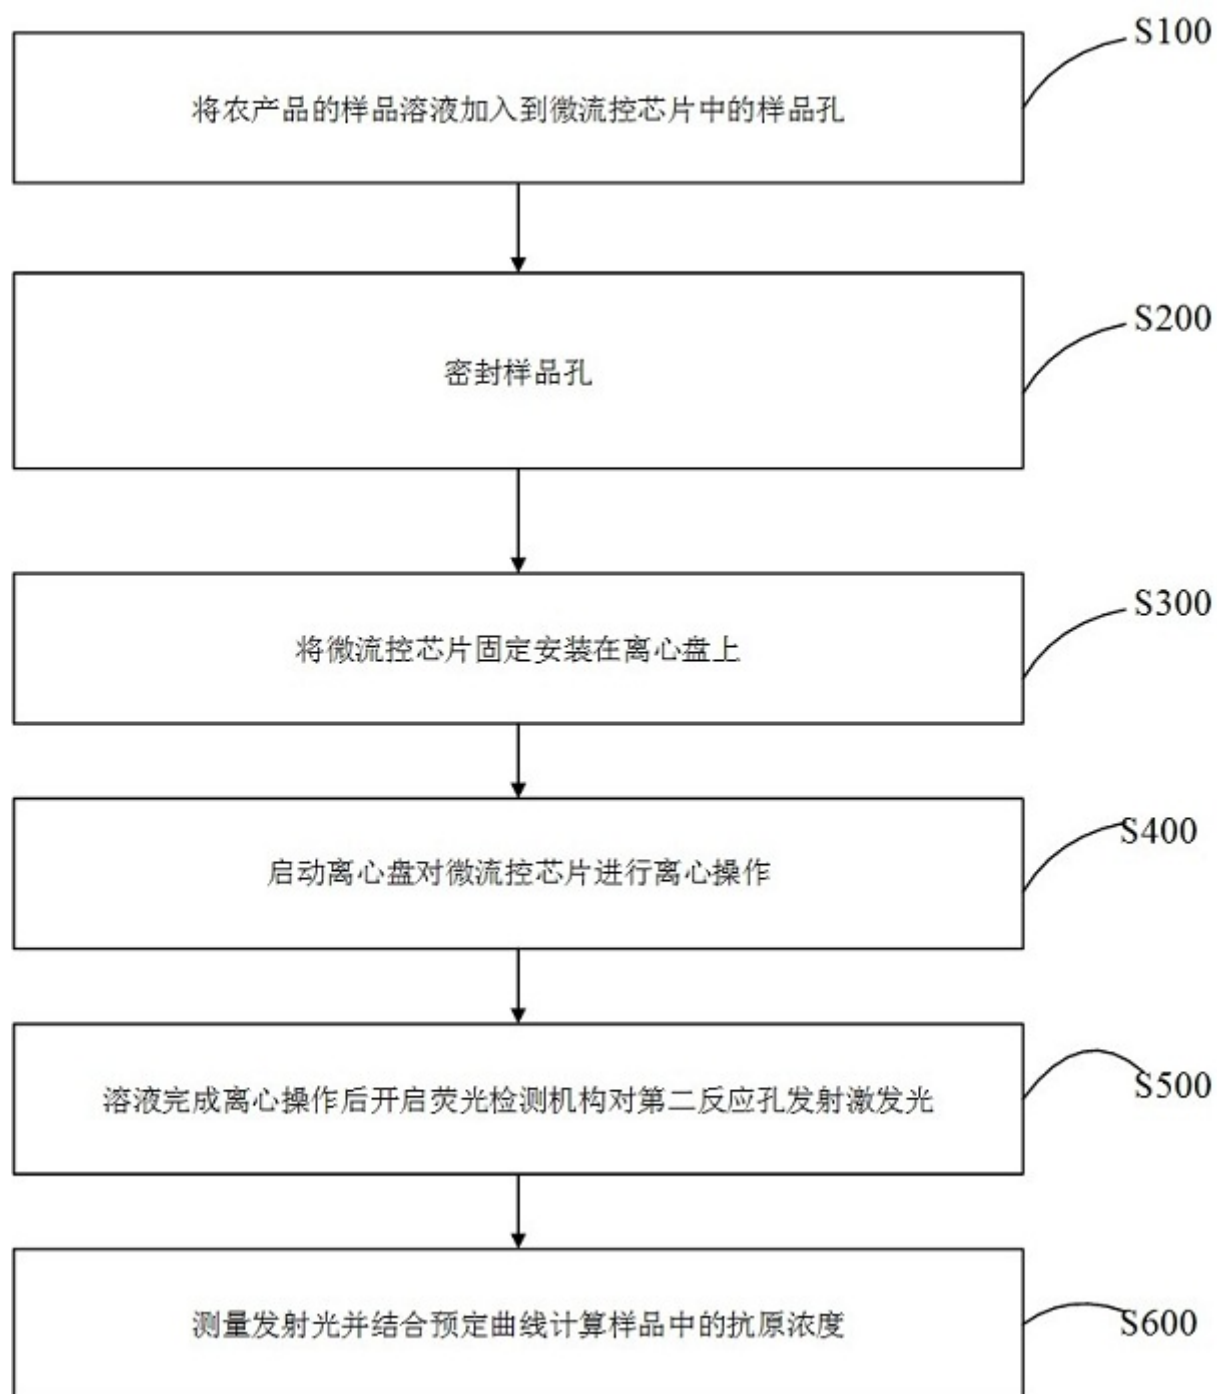 S100
将农产品的样品溶液加入到微流控芯片中的样品孔
S200
密封样品孔
S300
将微流控芯片固定安装在离心盘上
S400
启动离心盘对微流控芯片进行离心操作
S500
溶液完成离心操作后开启荧光检测机构对第二反应孔发射激发光
S600
测量发射光并结合预定曲线计算样品中的抗原浓度